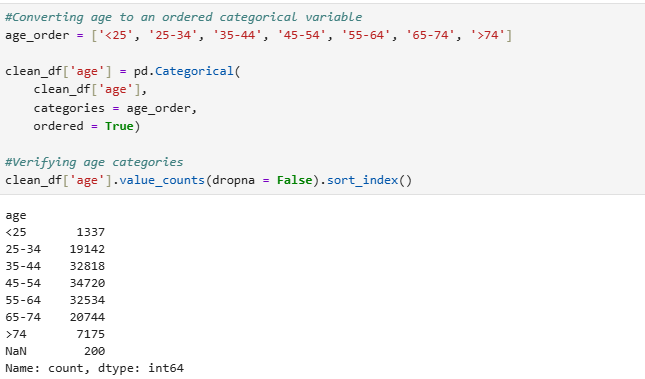 #Converting age to an ordered categorical variable
age_order = ['<25', '25-34', '35-44', '45-54', '55-64', '65-74', '>74']

clean_df['age'] = pd.Categorical(
    clean_df['age'],
    categories = age_order,
    ordered = True)

#Verifying age categories
clean_df['age'].value_counts(dropna = False).sort_index()

age
<25       1337
25-34    19142
35-44    32818
45-54    34720
55-64    32534
65-74    20744
>74       7175
NaN        200
Name: count, dtype: int64